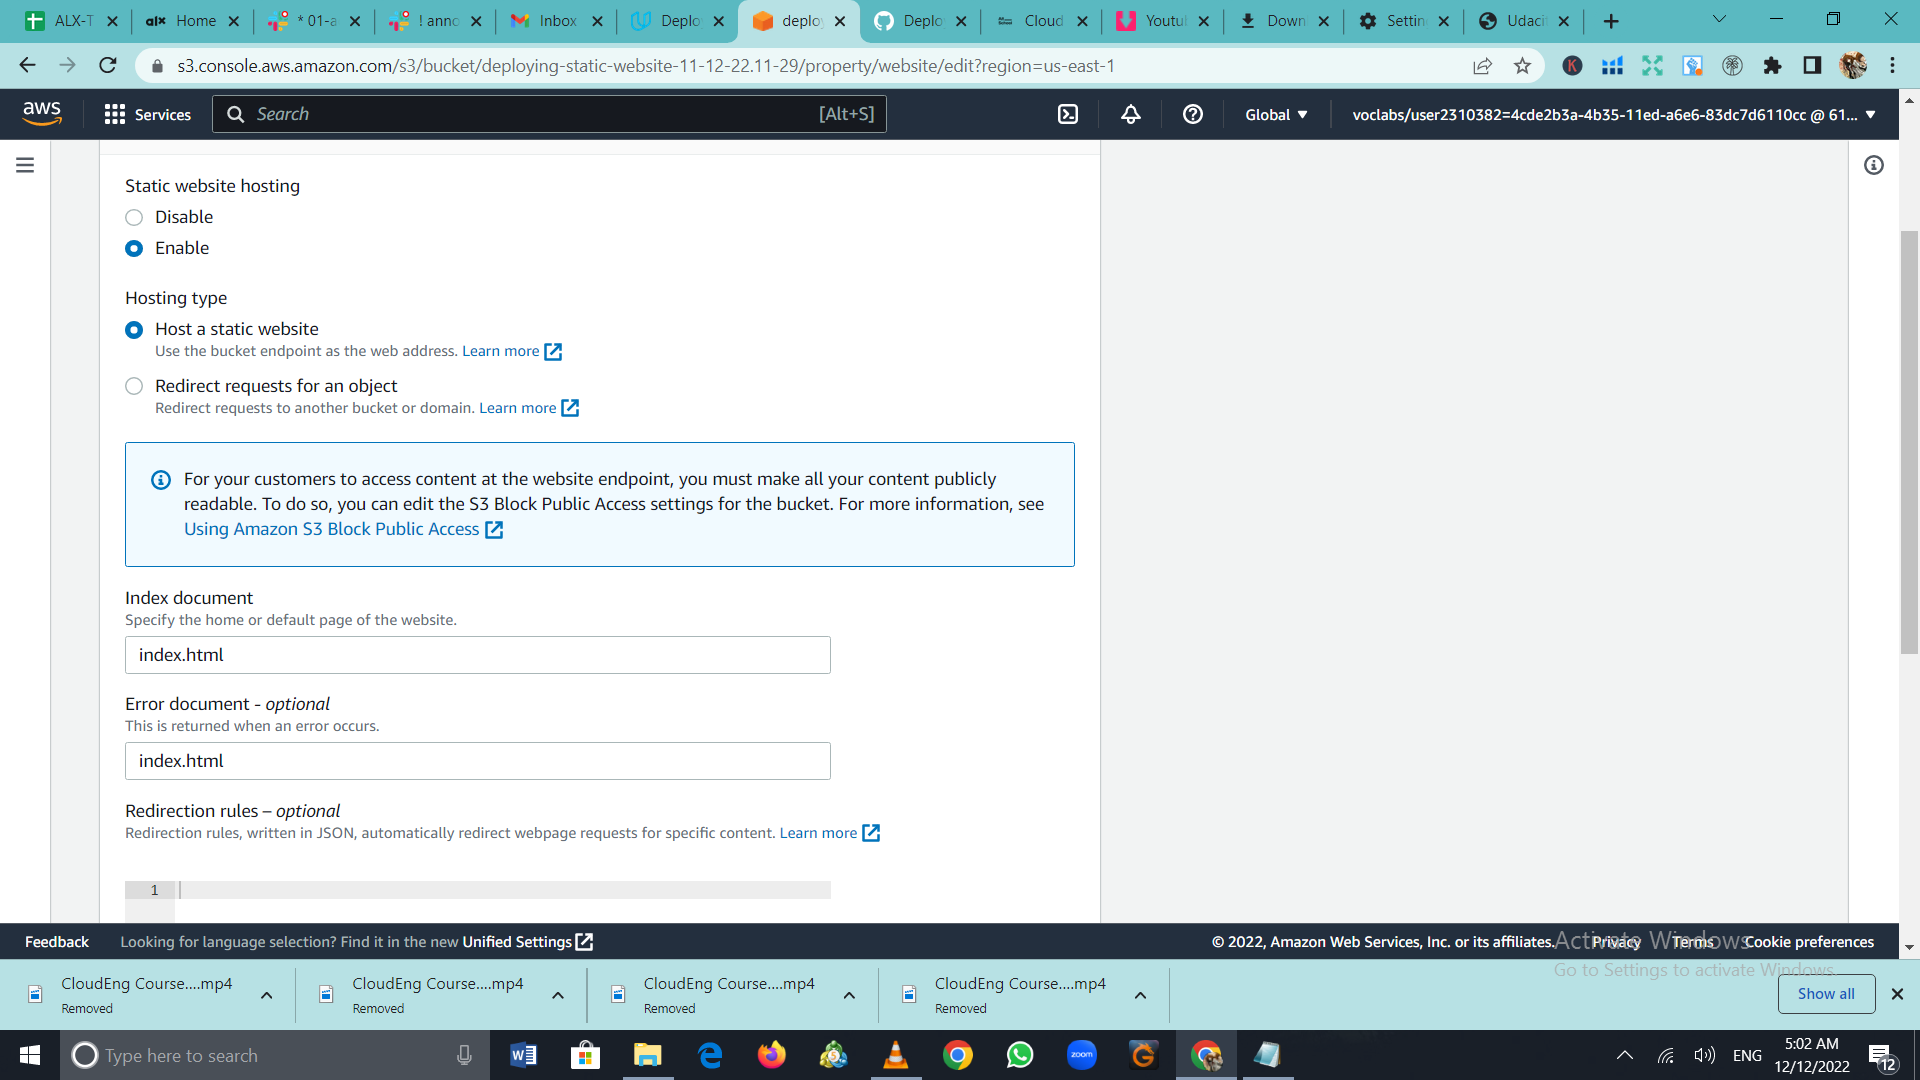 ALX-T
alx Home
* 01-a
! anno
Inbox
Deplo
deploy
Deplo
Cloud
Youtul
Down
Settin
Udaci
s3.console.aws.amazon.com/s3/bucket/deploying-static-website-11-12-22.11-29/property/website/edit?region=us-east-1
K
aws
Services
Search
[Alt+S]
Global
voclabs/user2310382=4cde2b3a-4b35-11ed-a6e6-83dc7d6110cc @ 61...
Static website hosting
Disable
Enable
Hosting type
Host a static website
Use the bucket endpoint as the web address. Learn more
Redirect requests for an object
Redirect requests to another bucket or domain. Learn more
For your customers to access content at the website endpoint, you must make all your content publicly
readable. To do so, you can edit the S3 Block Public Access settings for the bucket. For more information, see
Using Amazon S3 Block Public Access
Index document
Specify the home or default page of the website.
index.html
Error document - optional
This is returned when an error occurs.
index.html
Redirection rules – optional
Redirection rules, written in JSON, automatically redirect webpage requests for specific content. Learn more
1
Feedback
Looking for language selection? Find it in the new Unified Settings
© 2022, Amazon Web Services, Inc. or its affiliates.
Privacy
Terms
Cookie preferences
Activate Windows
Go to Settings to activate Windows.
CloudEng Course....mp4
Removed
CloudEng Course....mp4
Removed
CloudEng Course....mp4
Removed
CloudEng Course....mp4
Removed
Show all
Type here to search
zoom
ENG
5:02 AM
12/12/2022
12